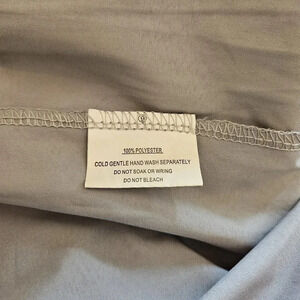 100% POLYESTER
COLD GENTLE HAND WASH SEPARATELY
DO NOT SOAK OR WRING
DO NOT BLEACH